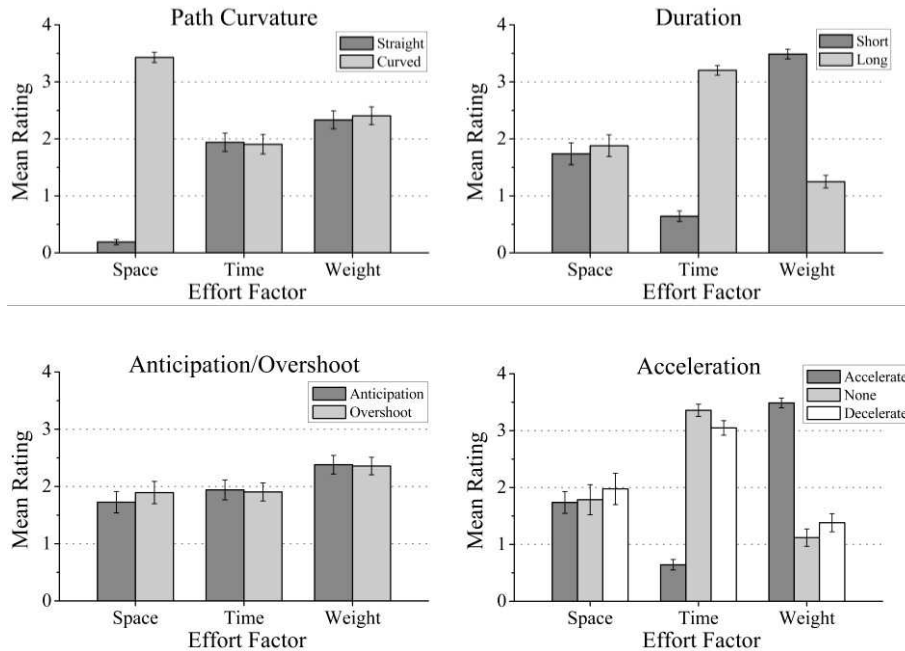 Path Curvature
Straight
Curved
4
3
2
1
0
Mean Rating
Space Time Weight
Effort Factor
Duration
Short
Long
4
3
2
1
0
Mean Rating
Space Time Weight
Effort Factor
Anticipation/Overshoot
Anticipation
Overshoot
4
3
2
1
0
Mean Rating
Space Time Weight
Effort Factor
Acceleration
Accelerate
None
Decelerate
4
3
2
1
0
Mean Rating
Space Time Weight
Effort Factor